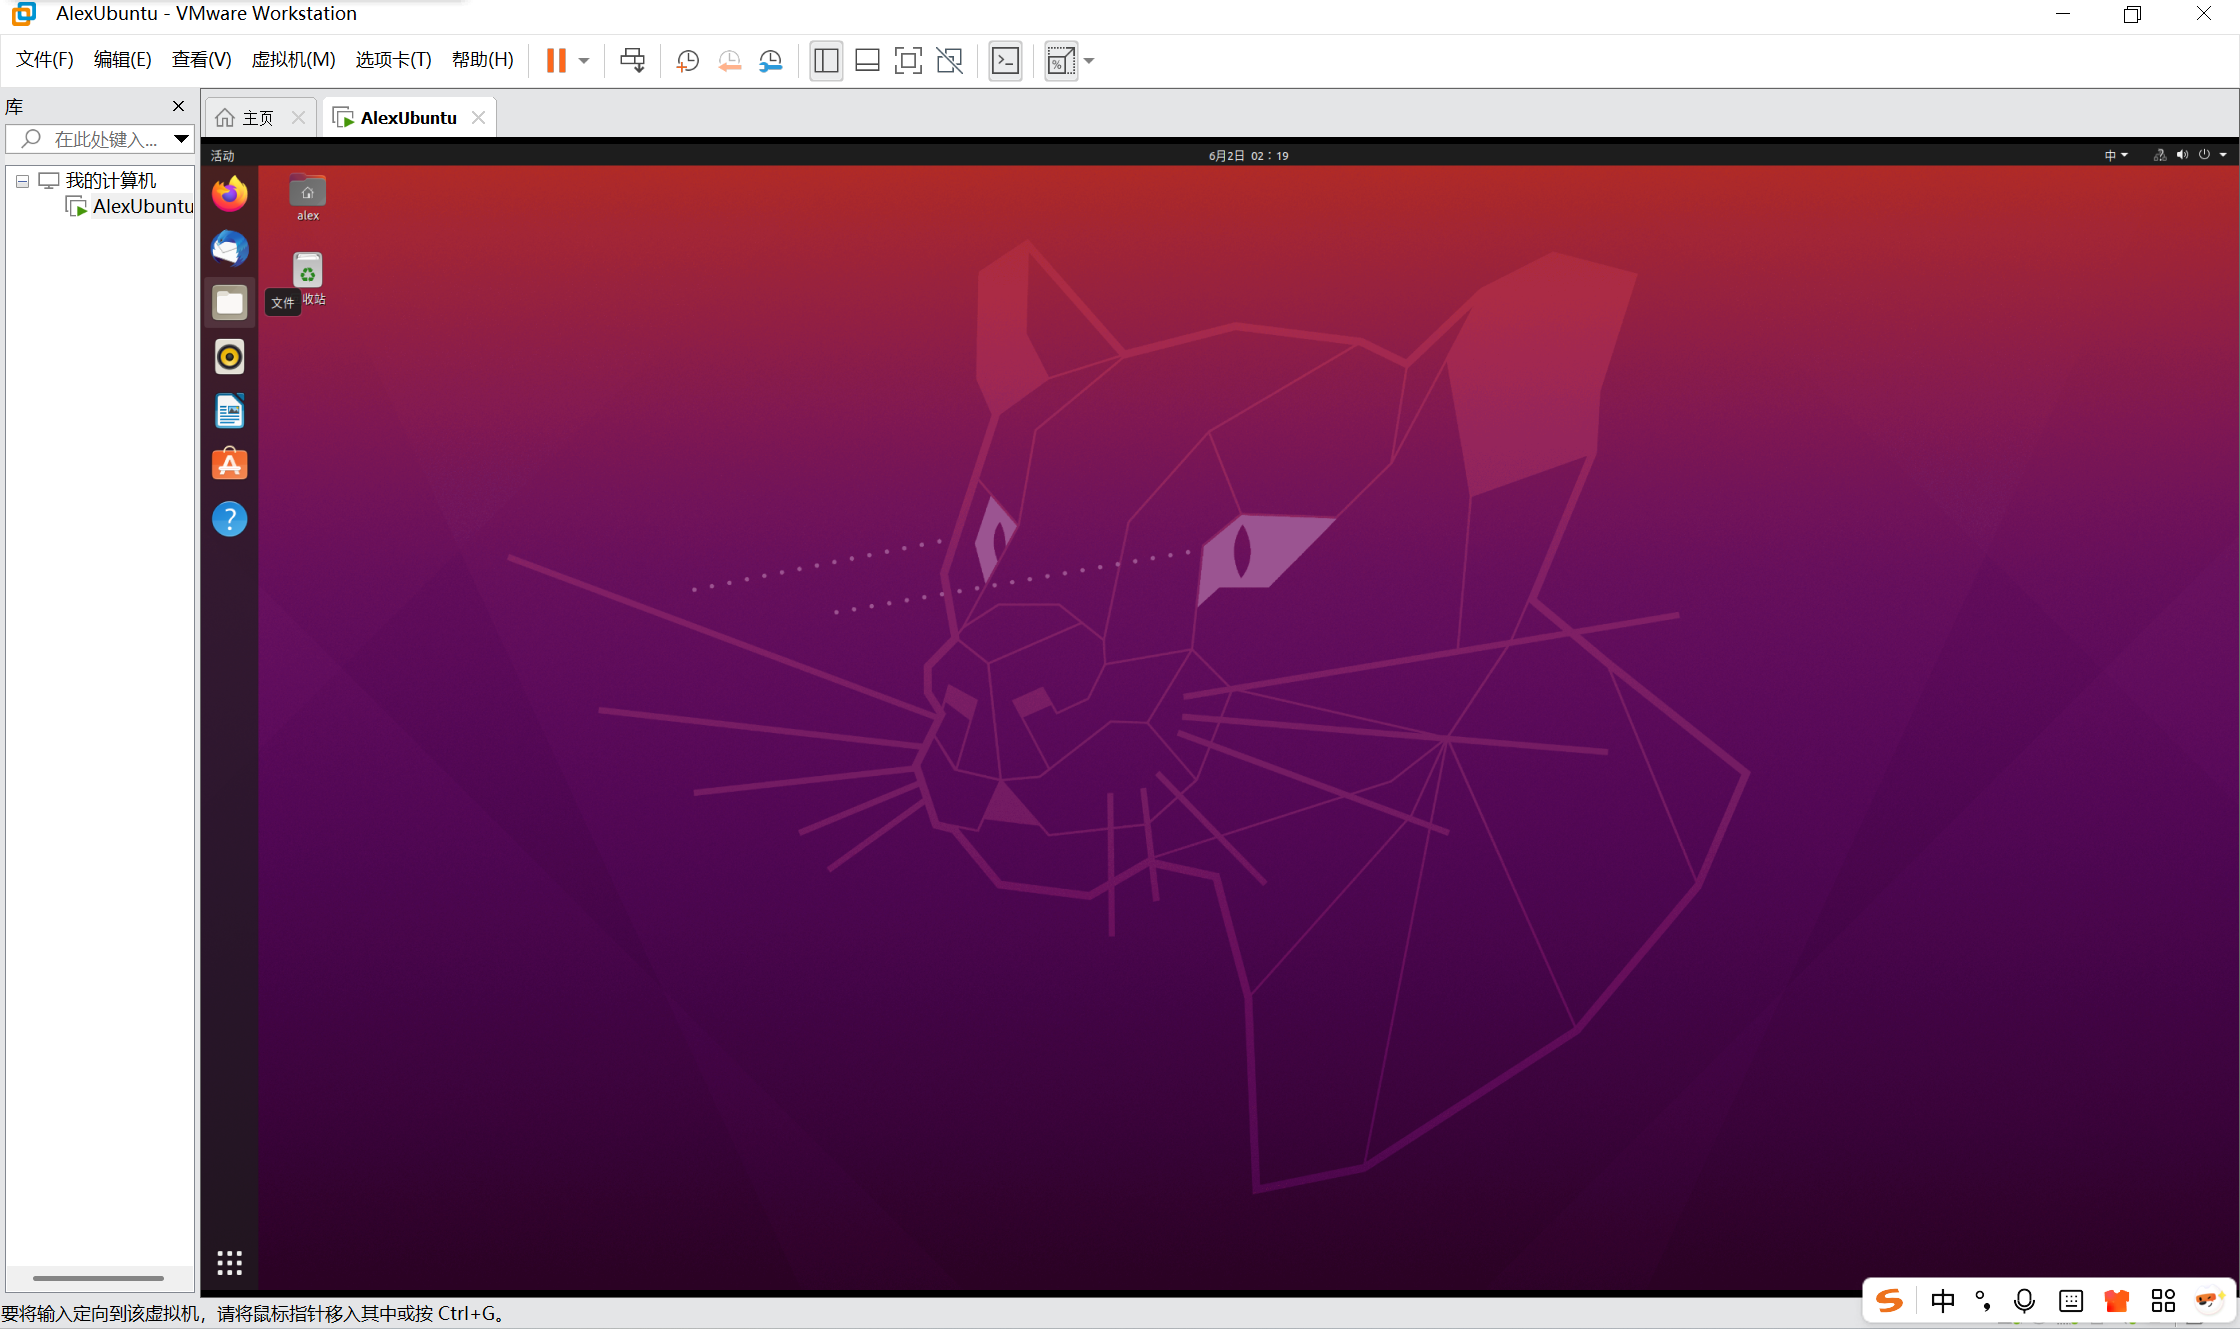 AlexUbuntu - VMware Workstation
文件(F) 编辑(E) 查看(V) 虚拟机(M) 选项卡(T) 帮助(H)
库
主页
AlexUbuntu
在此处键入...
活动
6月2日 02：19
中
我的计算机
AlexUbuntu
alex
文件
收站
要将输入定向到该虚拟机，请将鼠标指针移入其中或按 Ctrl+G。
中